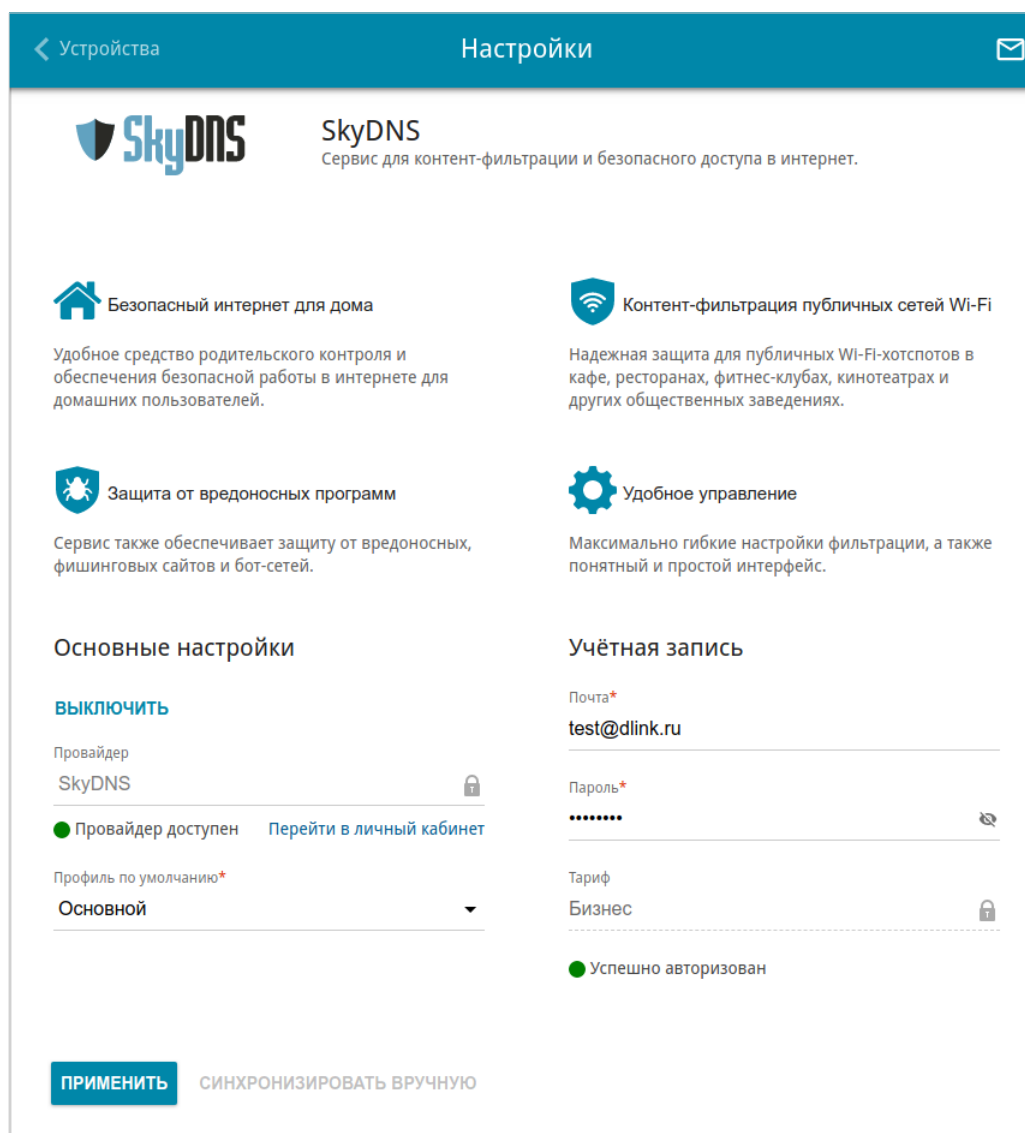 Устройства
Настройки
SkyDNS
SkyDNS
Сервис для контент-фильтрации и безопасного доступа в интернет.
Безопасный интернет для дома
Удобное средство родительского контроля и
обеспечения безопасной работы в интернете для
домашних пользователей.
Контент-фильтрация публичных сетей Wi-Fi
Надежная защита для публичных Wi-Fi-хотспотов в
кафе, ресторанах, фитнес-клубах, кинотеатрах и
других общественных заведениях.
Защита от вредоносных программ
Сервис также обеспечивает защиту от вредоносных,
фишинговых сайтов и бот-сетей.
Удобное управление
Максимально гибкие настройки фильтрации, а также
понятный и простой интерфейс.
Основные настройки
ВЫКЛЮЧИТЬ
Провайдер
SkyDNS
Провайдер доступен Перейти в личный кабинет
Профиль по умолчанию*
Основной
Учётная запись
Почта*
test@dlink.ru
Пароль*
••••••••
Тариф
Бизнес
Успешно авторизован
ПРИМЕНИТЬ
СИНХРОНИЗИРОВАТЬ ВРУЧНУЮ